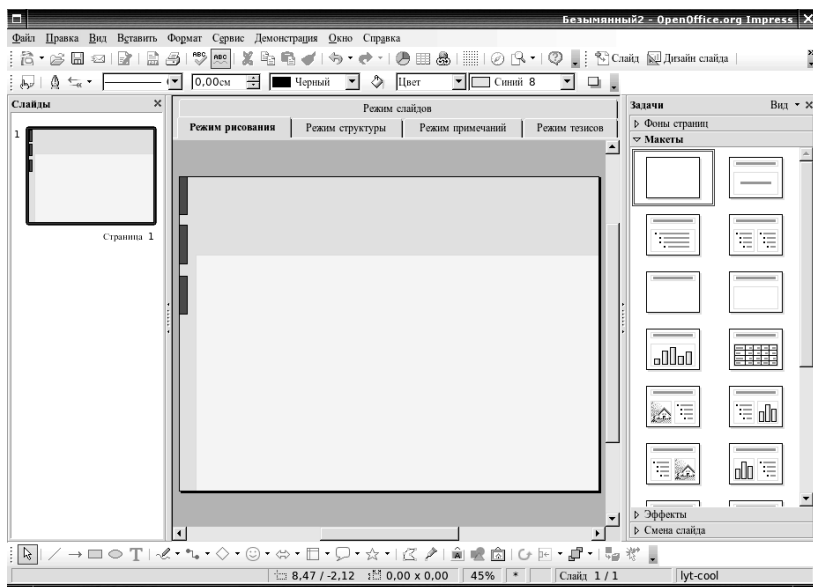 Безымянный2 - OpenOffice.org Impress
Файл Правка Вид Вставить Формат Сервис Демонстрация Окно Справка
Слайд Дизайн слайда
0,00см Черный Цвет Синий 8
Слайды
1
Страница 1
Режим слайдов
Режим рисования Режим структуры Режим примечаний Режим тезисов
Задачи Вид
Фоны страниц
Макеты
Эффекты
Смена слайда
8,47 / -2,12 0,00 x 0,00 45% * Слайд 1 / 1 lyt-cool